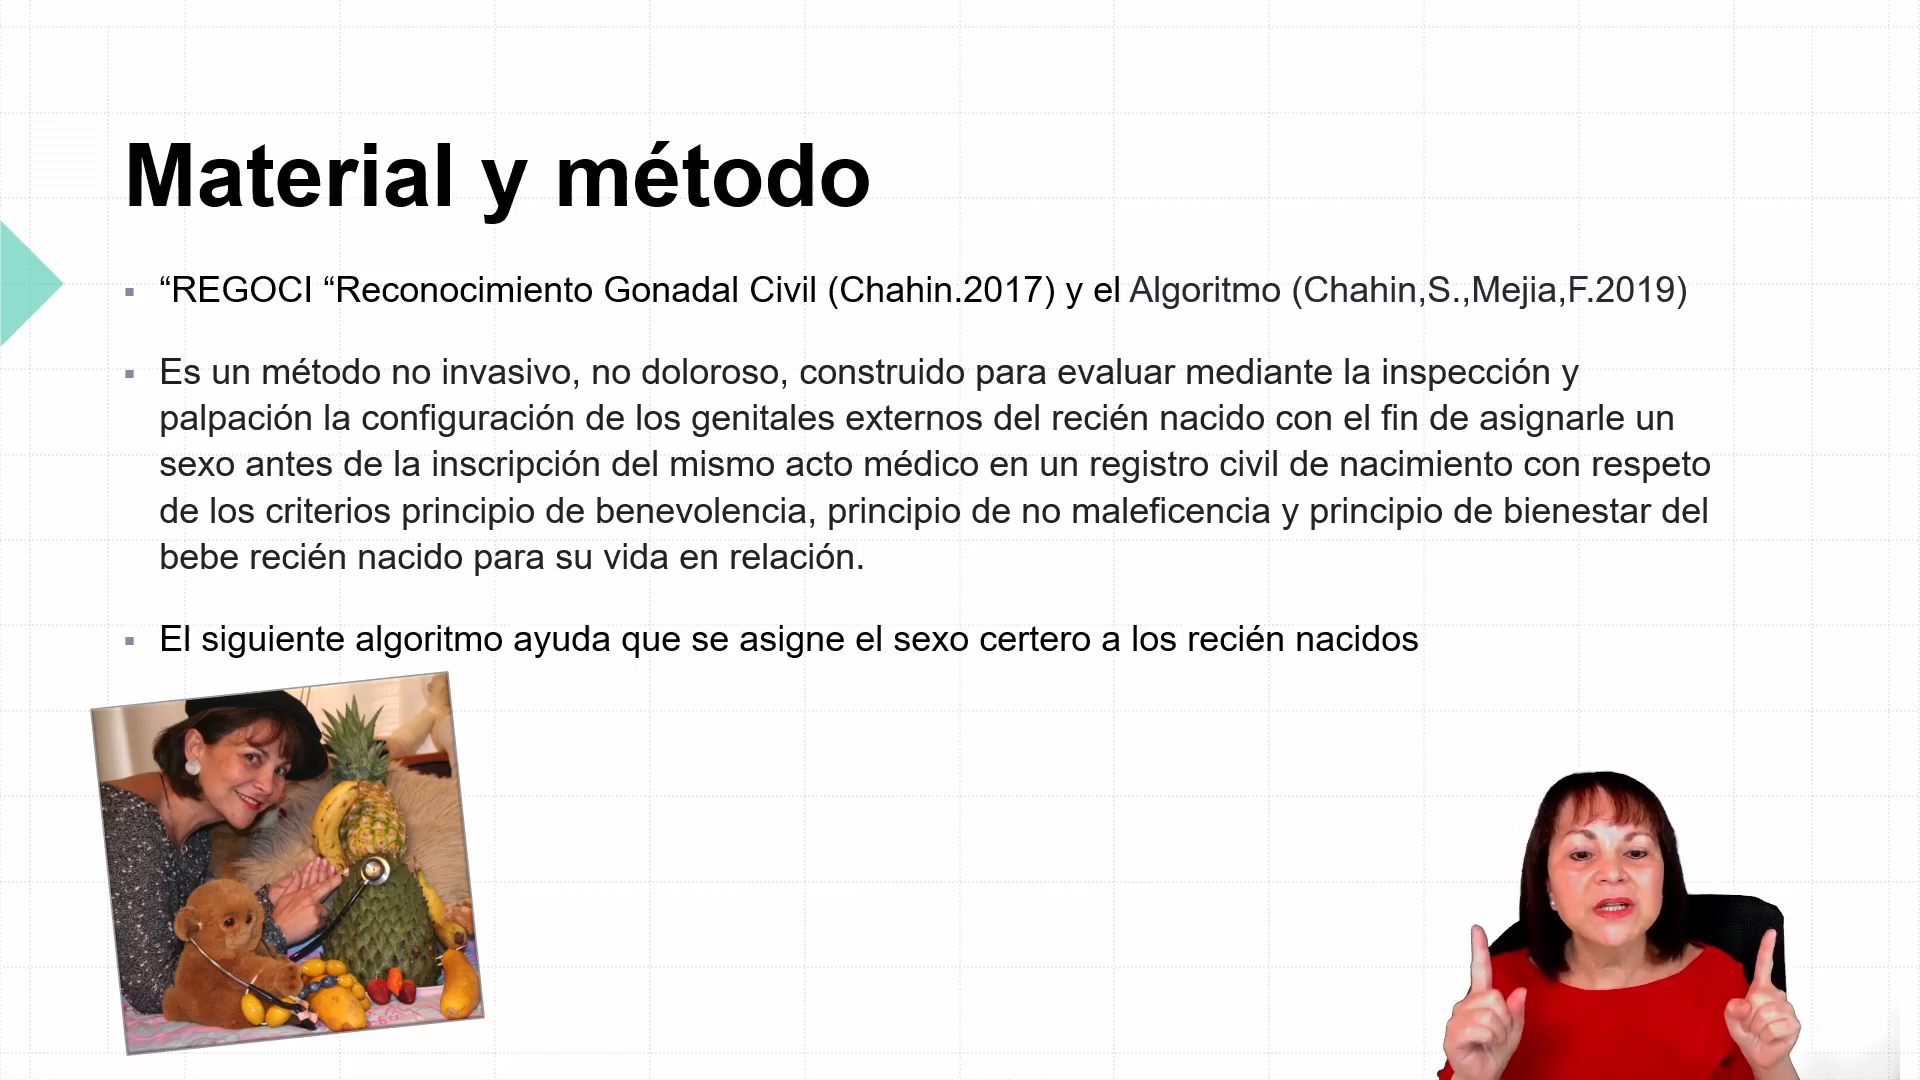 Material y método
“REGOCI “Reconocimiento Gonadal Civil (Chahin.2017) y el Algoritmo (Chahin,S.,Mejia,F.2019)
Es un método no invasivo, no doloroso, construido para evaluar mediante la inspección y
palpación la configuración de los genitales externos del recién nacido con el fin de asignarle un
sexo antes de la inscripción del mismo acto médico en un registro civil de nacimiento con respeto
de los criterios principio de benevolencia, principio de no maleficencia y principio de bienestar del
bebe recién nacido para su vida en relación.
El siguiente algoritmo ayuda que se asigne el sexo certero a los recién nacidos